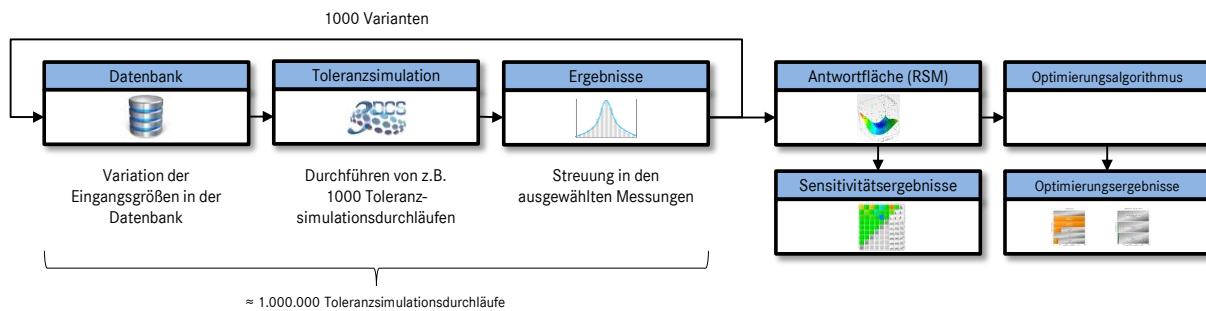 1000 Varianten
Datenbank
Toleranzsimulation
Ergebnisse
Antwortfläche (RSM)
Optimierungsalgorithmus
3DCS
Variation der
Eingangsgrößen in der
Datenbank
Durchführen von z.B.
1000 Toleranz-
simulationsdurchläufen
Streuung in den
ausgewählten Messungen
Sensitivitätsergebnisse
Optimierungsergebnisse
≈ 1.000.000 Toleranzsimulationsdurchläufe